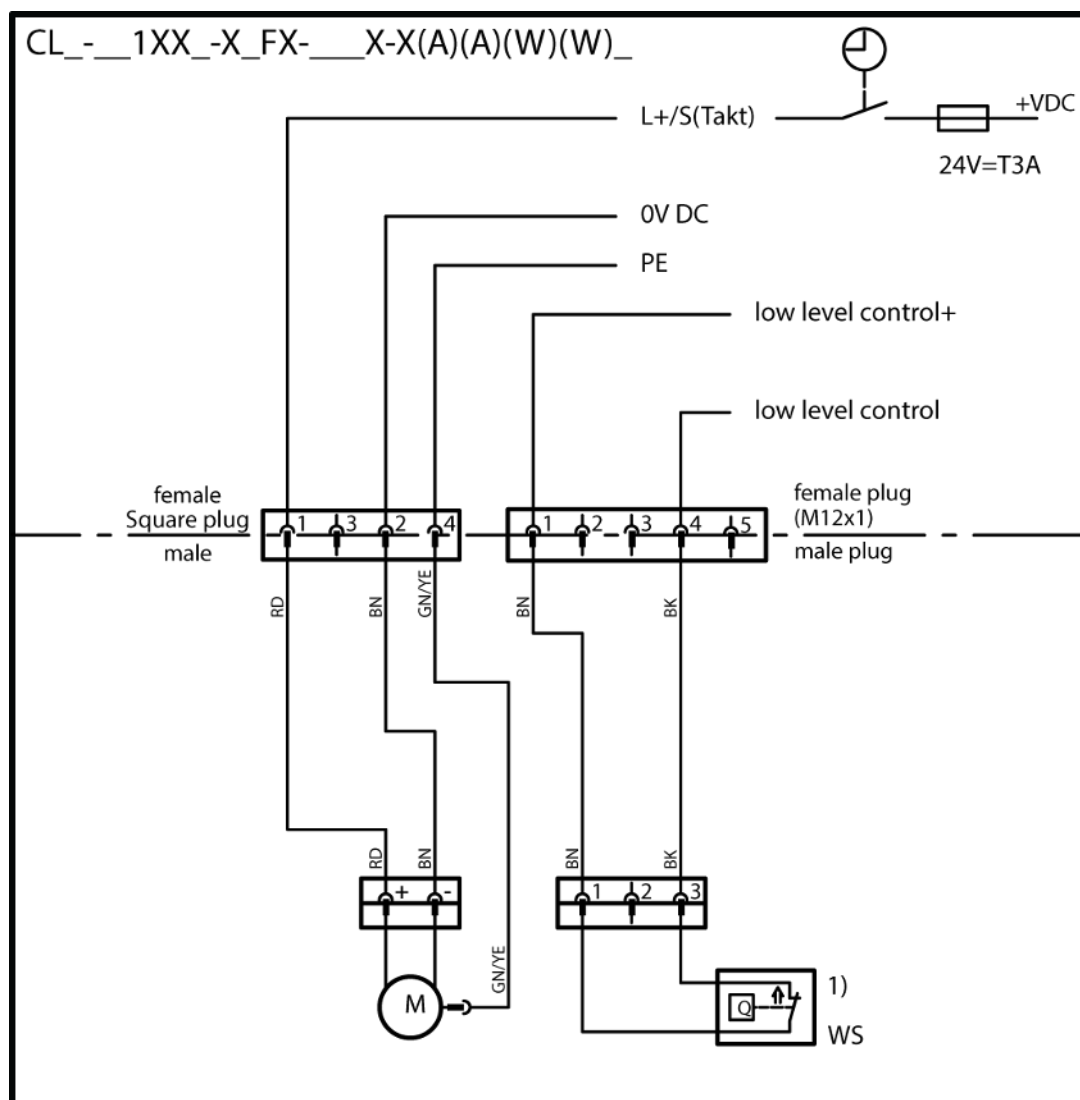 CL_-__1XX_-X_FX-___X-X(A)(A)(W)(W)_
L+/S(Takt)
+VDC
24V=T3A
0V DC
PE
low level control+
low level control
female
Square plug
male
1 3 2 4
1 2 3 4 5
female plug
(M12x1)
male plug
RD
BN
GN/YE
BN
BK
RD
BN
BN
BK
+ -
1 2 3
GN/YE
M
Q
1)
WS